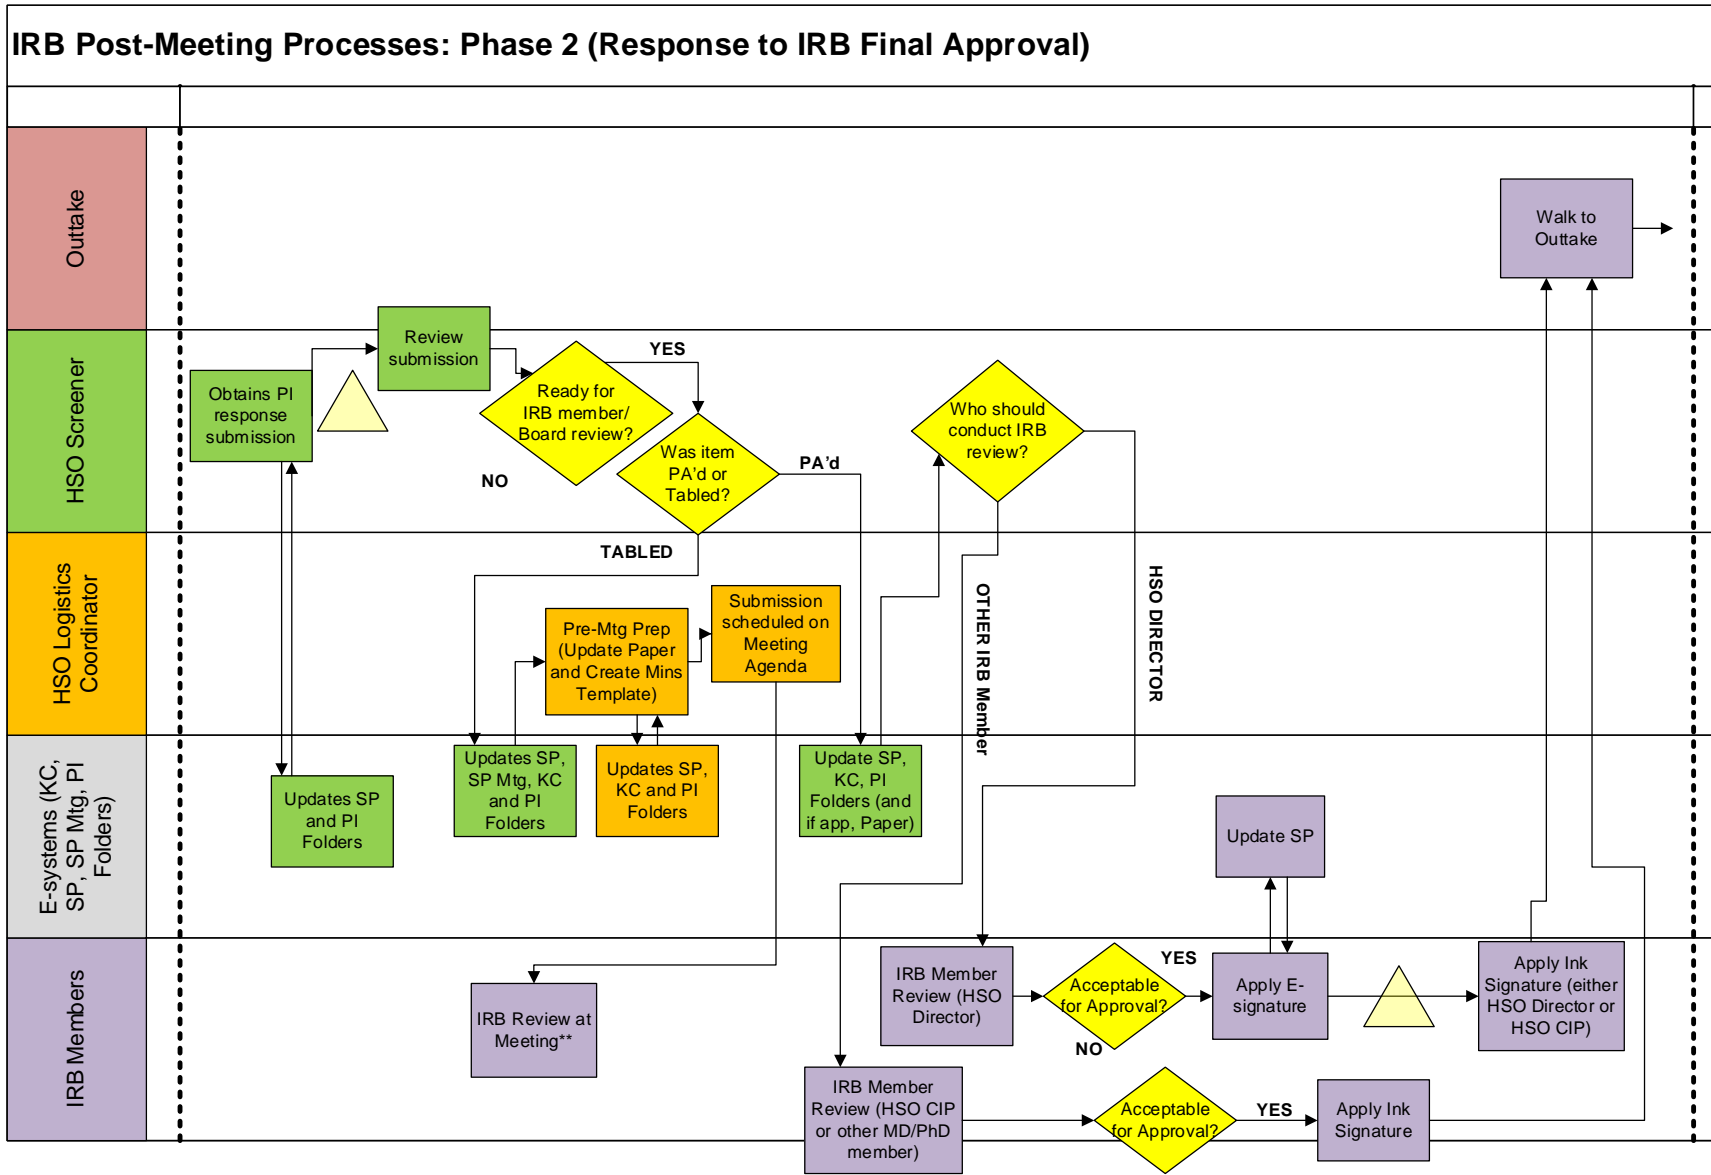 IRB Post-Meeting Processes: Phase 2 (Response to IRB Final Approval)
Outtake
Walk to
Outtake
HSO Screener
Obtains PI
response
submission
Review
submission
Ready for
IRB member/
Board review?
YES
NO
Was item
PA'd or
Tabled?
PA'd
TABLED
Who should
conduct IRB
review?
OTHER IRB Member
HSO DIRECTOR
HSO Logistics
Coordinator
Pre-Mtg Prep
(Update Paper
and Create Mins
Template)
Submission
scheduled on
Meeting
Agenda
E-systems (KC,
SP, SP Mtg, PI
Folders)
Updates SP
and PI
Folders
Updates SP,
SP Mtg, KC
and PI
Folders
Updates SP,
KC and PI
Folders
Update SP,
KC, PI
Folders (and
if app, Paper)
Update SP
IRB Members
IRB Review at
Meeting**
IRB Member
Review (HSO
Director)
Acceptable
for Approval?
YES
NO
Apply E-
signature
Apply Ink
Signature (either
HSO Director or
HSO CIP)
IRB Member
Review (HSO CIP
or other MD/PhD
member)
Acceptable
for Approval?
YES
Apply Ink
Signature